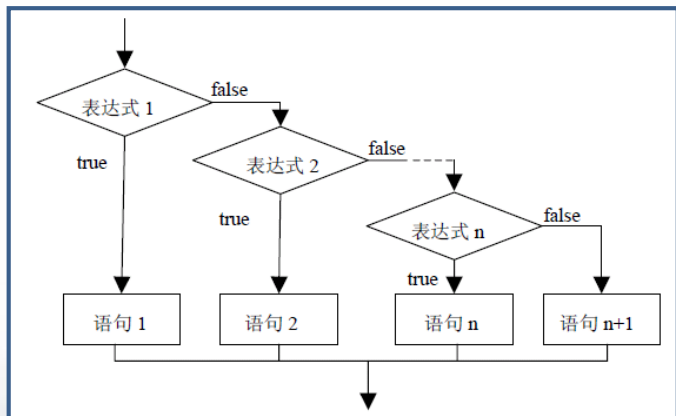 表达式 1
false
true
表达式 2
false
true
表达式 n
false
true
语句 1
语句 2
语句 n
语句 n+1